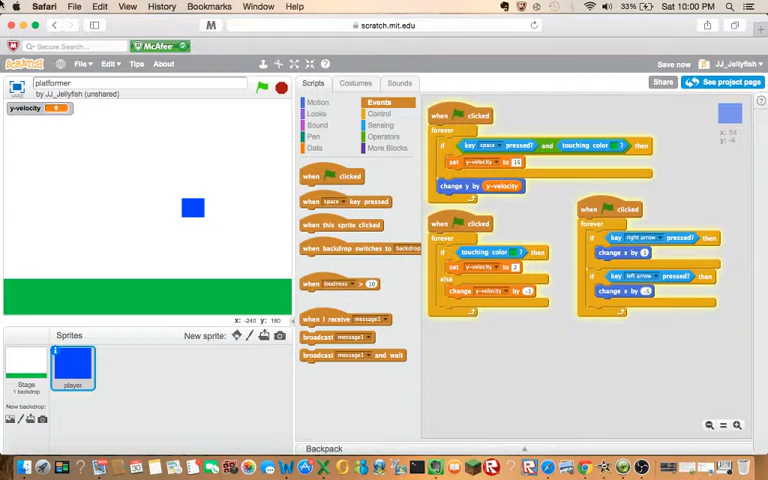 Safari File Edit View History Bookmarks Window Help 33% Sat 10:00 PM
M scratch.mit.edu
Secure Search... McAfee
SCRATCH File Edit Tips About Save now JJ_Jellyfish
platformer
by JJ_Jellyfish (unshared)
Scripts Costumes Sounds
Share See project page
y-velocity
Motion Events
Looks Control
Sound Sensing
Pen Operators
Data More Blocks
when clicked
when space key pressed
when this sprite clicked
when backdrop switches to backdrop
when loudness > 10
when I receive message1
broadcast message1
broadcast message1 and wait
when clicked
forever
if key space pressed? and touching color ? then
set y-velocity to 15
change y by y-velocity
when clicked
forever
if touching color ? then
set y-velocity to 2
else
change y-velocity by -1
when clicked
forever
if key right arrow pressed? then
change x by 5
if key left arrow pressed? then
change x by -5
x: 54
y: -4
x: -240 y: 180
Sprites New sprite:
Stage
1 backdrop
New backdrop:
player
Backpack